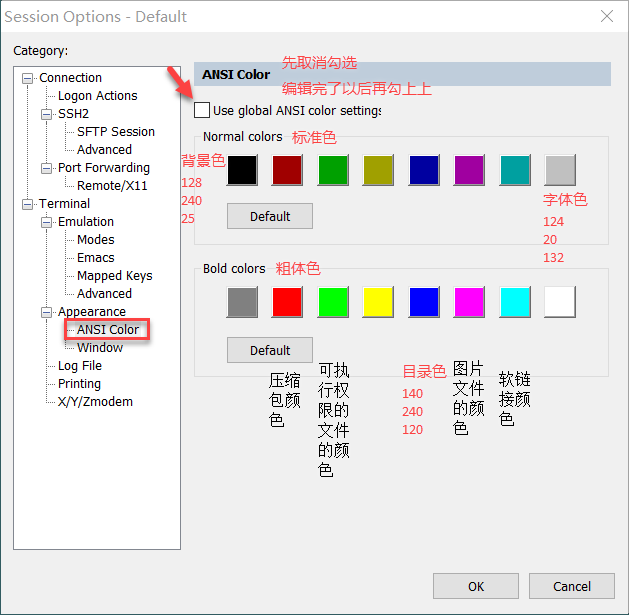 Session Options - Default
Category:
Connection
Logon Actions
SSH2
SFTP Session
Advanced
Port Forwarding
Remote/X11
Terminal
Emulation
Modes
Emacs
Mapped Keys
Advanced
Appearance
ANSI Color
Window
Log File
Printing
X/Y/Zmodem
ANSI Color
先取消勾选
编辑完了以后再勾上上
Use global ANSI color settings
Normal colors 标准色
背景色
128
240
25
字体色
124
20
132
Default
Bold colors 粗体色
Default
压缩
包颜
色
可执
行权
限的
文件
的颜
色
目录色
140
240
120
图片
文件
的颜
色
软链
接颜
色
OK
Cancel